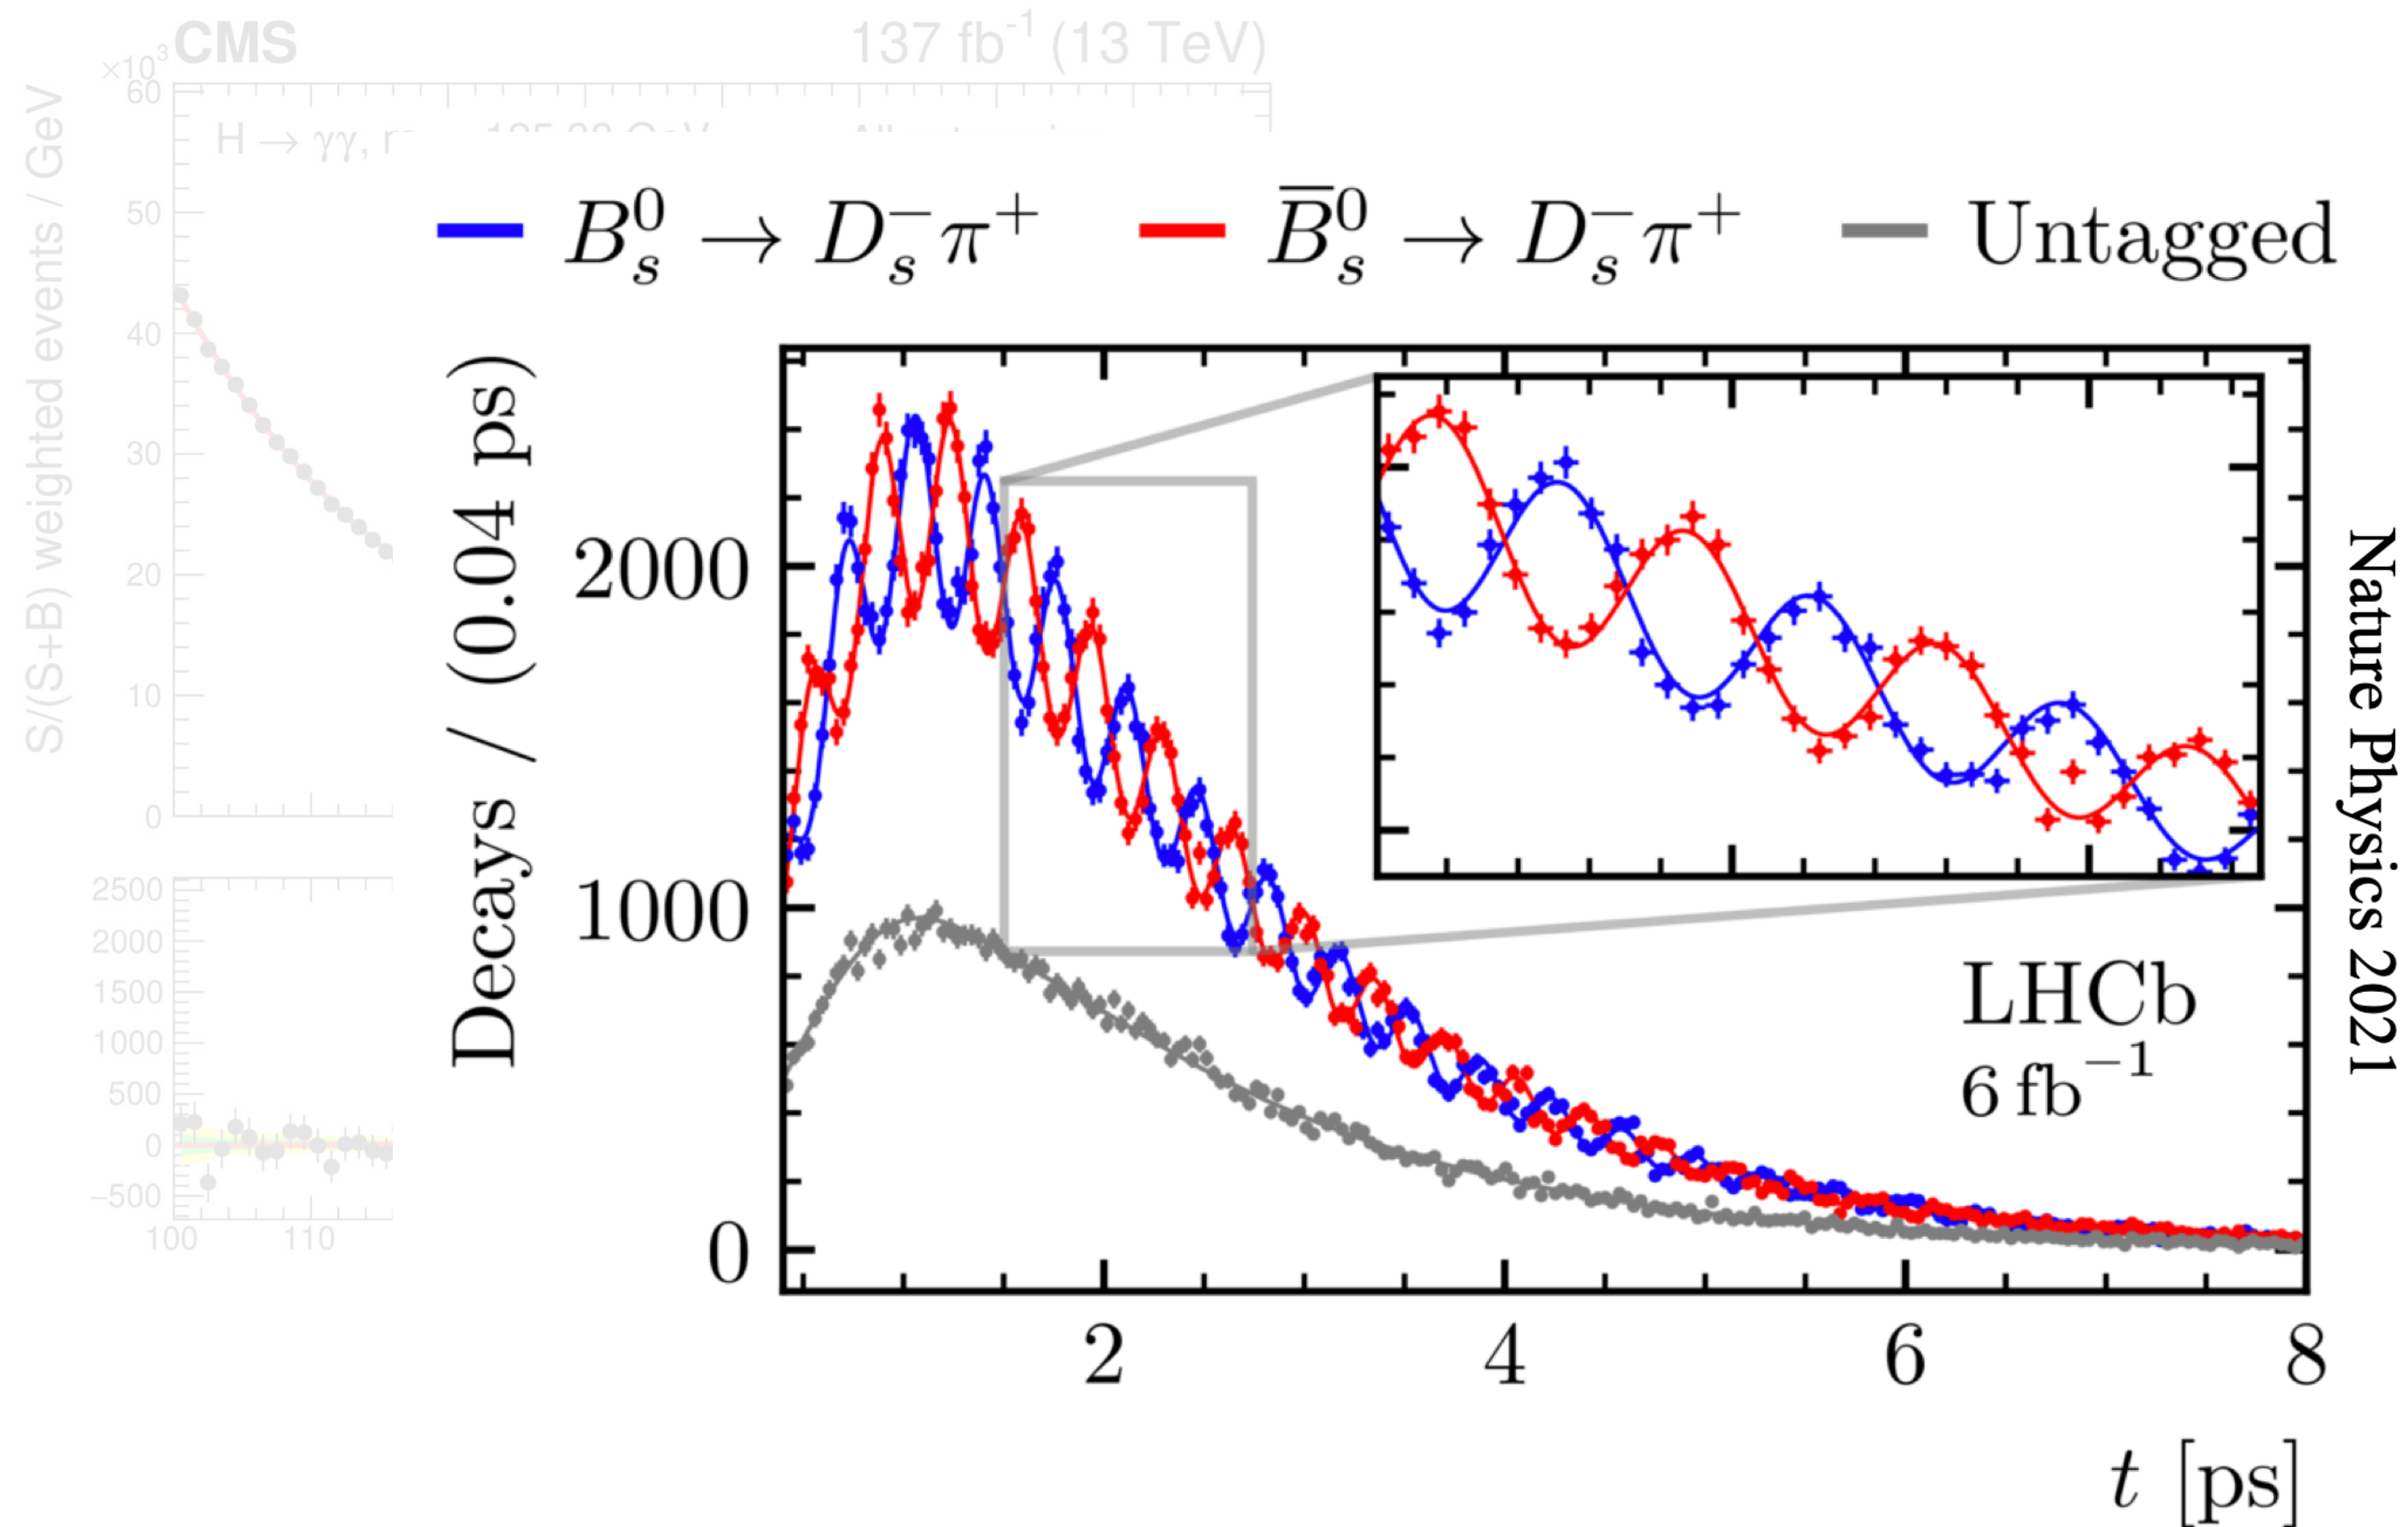 CMS
137 fb⁻¹ (13 TeV)
×10³
S/(S+B) weighted events / GeV
60
50
40
30
20
10
0
H → γγ,
2500
2000
1500
1000
500
0
−500
100
110
B⁰ₛ → D⁻ₛπ⁺
B̅⁰ₛ → D⁻ₛπ⁺
Untagged
Decays / (0.04 ps)
2000
1000
0
LHCb
6 fb⁻¹
2
4
6
8
t [ps]
Nature Physics 2021